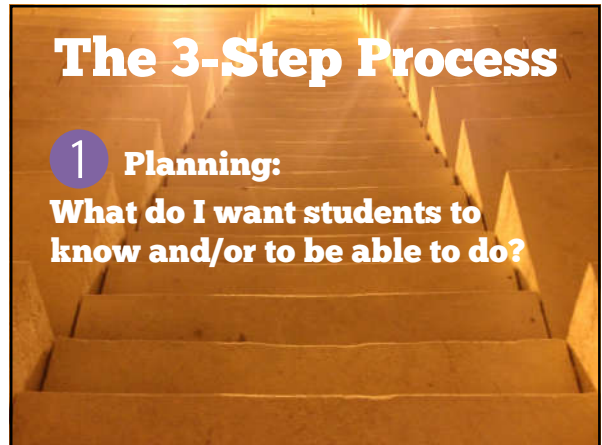 The 3-Step Process
1 Planning:
What do I want students to
know and/or to be able to do?